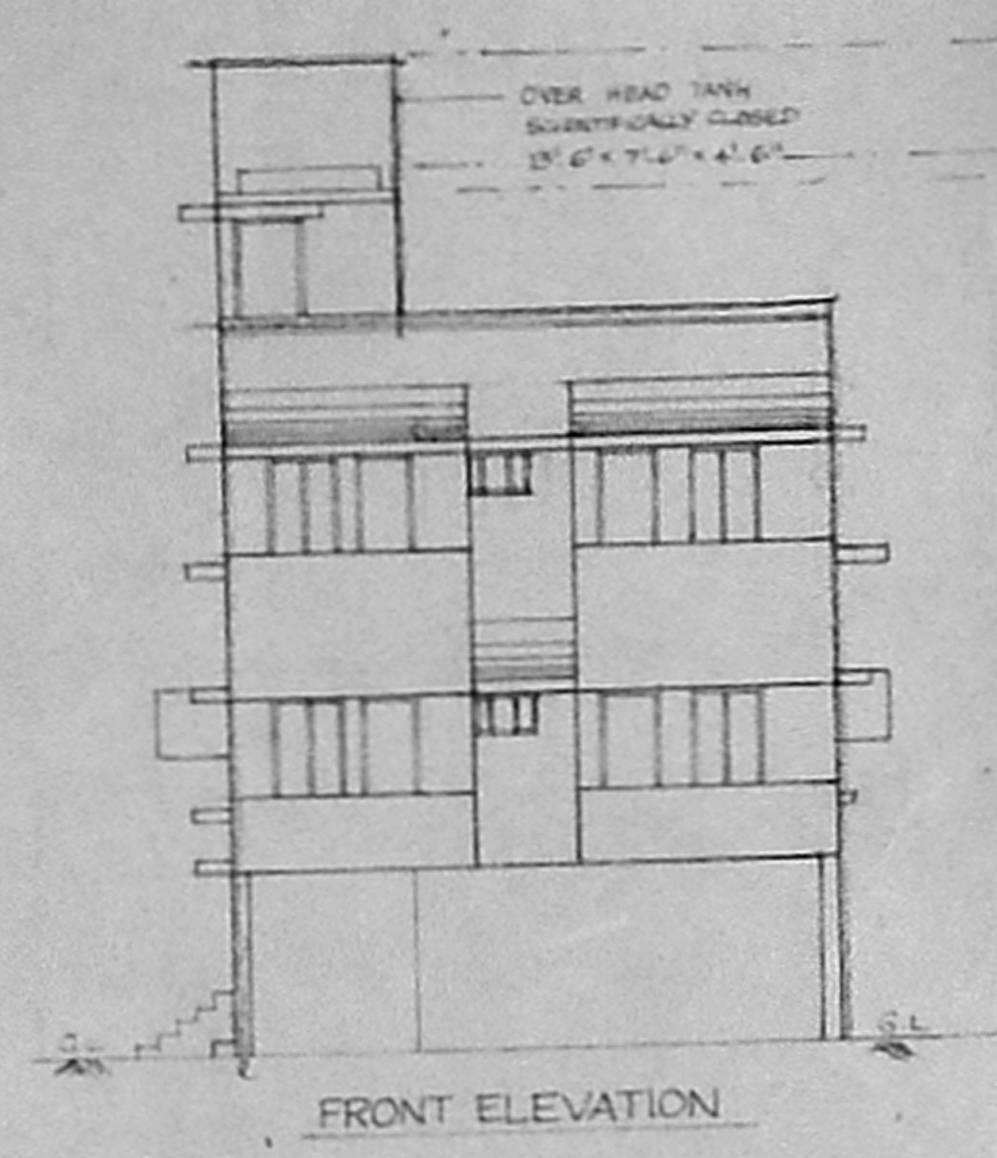 OVER HEAD TANK
SCIENTIFICALLY CLOSED
13'.6" × 7'.6" × 4'.6"
G L
FRONT ELEVATION